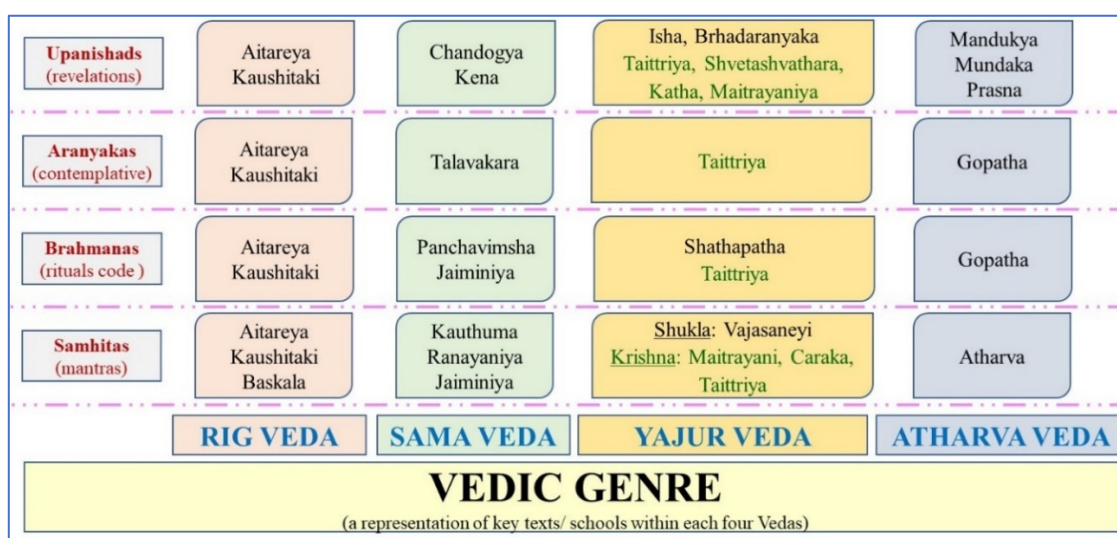 Upanishads
(revelations)
Aitareya
Kaushitaki
Chandogya
Kena
Isha, Brhadaranyaka
Taittriya, Shvetashvathara,
Katha, Maitrayaniya
Mandukya
Mundaka
Prasna
Aranyakas
(contemplative)
Aitareya
Kaushitaki
Talavakara
Taittriya
Gopatha
Brahmanas
(rituals code )
Aitareya
Kaushitaki
Panchavimsha
Jaiminiya
Shathapatha
Taittriya
Gopatha
Samhitas
(mantras)
Aitareya
Kaushitaki
Baskala
Kauthuma
Ranayaniya
Jaiminiya
Shukla: Vajasaneyi
Krishna: Maitrayani, Caraka,
Taittriya
Atharva
RIG VEDA
SAMA VEDA
YAJUR VEDA
ATHARVA VEDA
VEDIC GENRE
(a representation of key texts/ schools within each four Vedas)